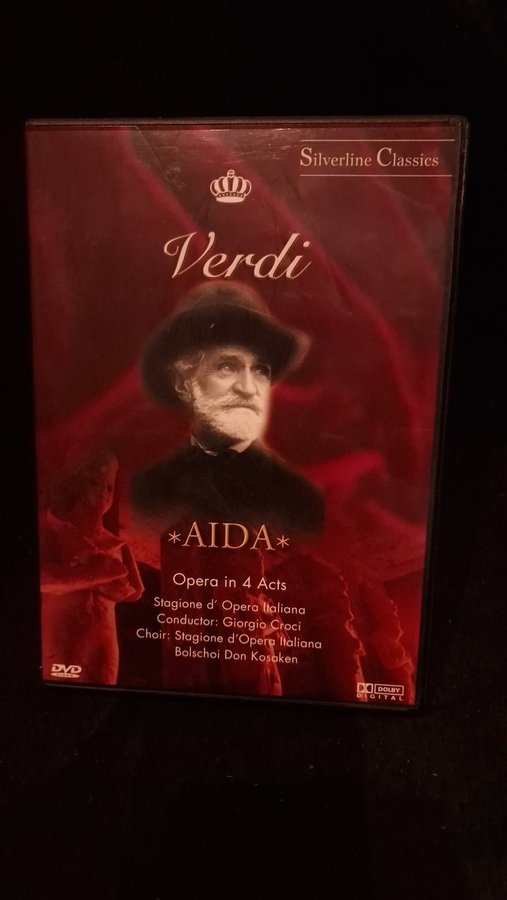 Silverline Classics
Verdi
*AIDA*
Opera in 4 Acts
Stagione d' Opera Italiana
Conductor: Giorgio Croci
Choir: Stagione d'Opera Italiana
Bolschoi Don Kosaken
DVD
VIDEO
DOLBY
DIGITAL